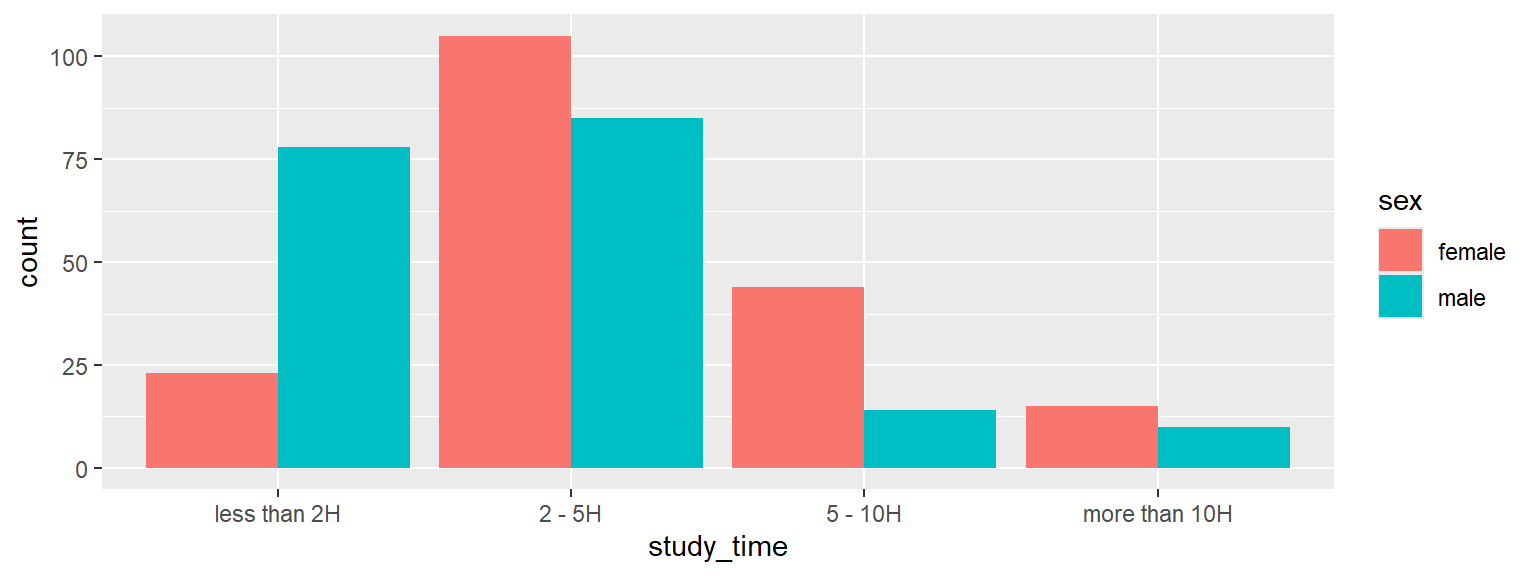 100
75
50
25
0
count
less than 2H
2 - 5H
5 - 10H
more than 10H
study_time
sex
female
male